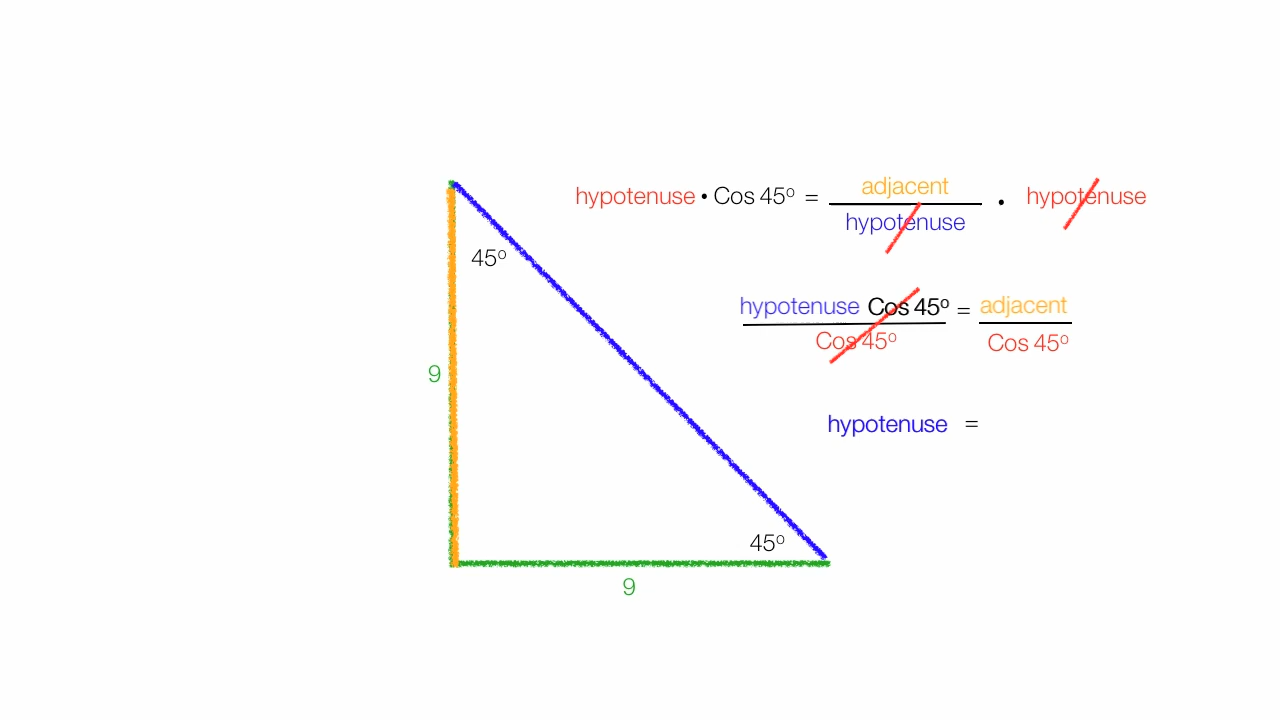 hypotenuse • Cos 45º = adjacent / hypotenuse • hypotenuse
45º
hypotenuse Cos 45º / Cos 45º = adjacent / Cos 45º
9
hypotenuse =
45º
9